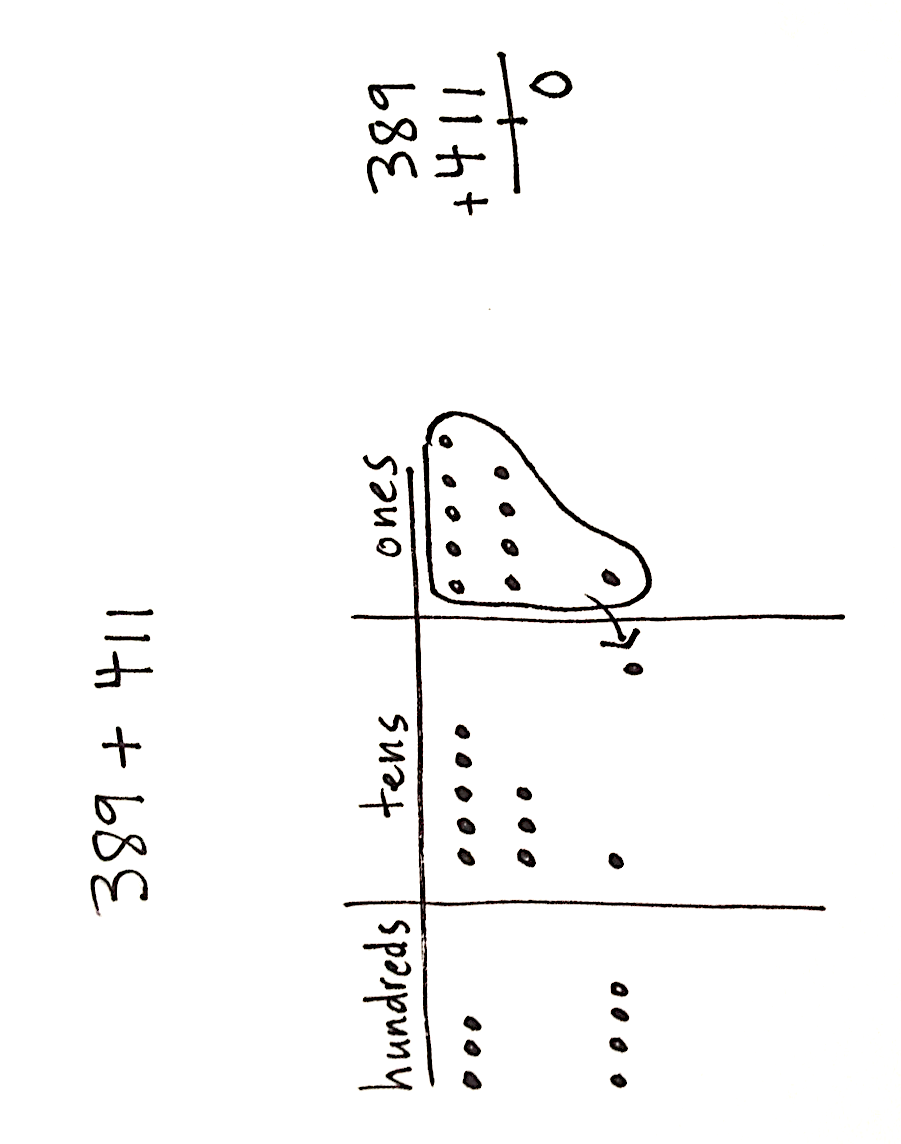 389 + 411
hundreds tens ones
389
+ 411
0